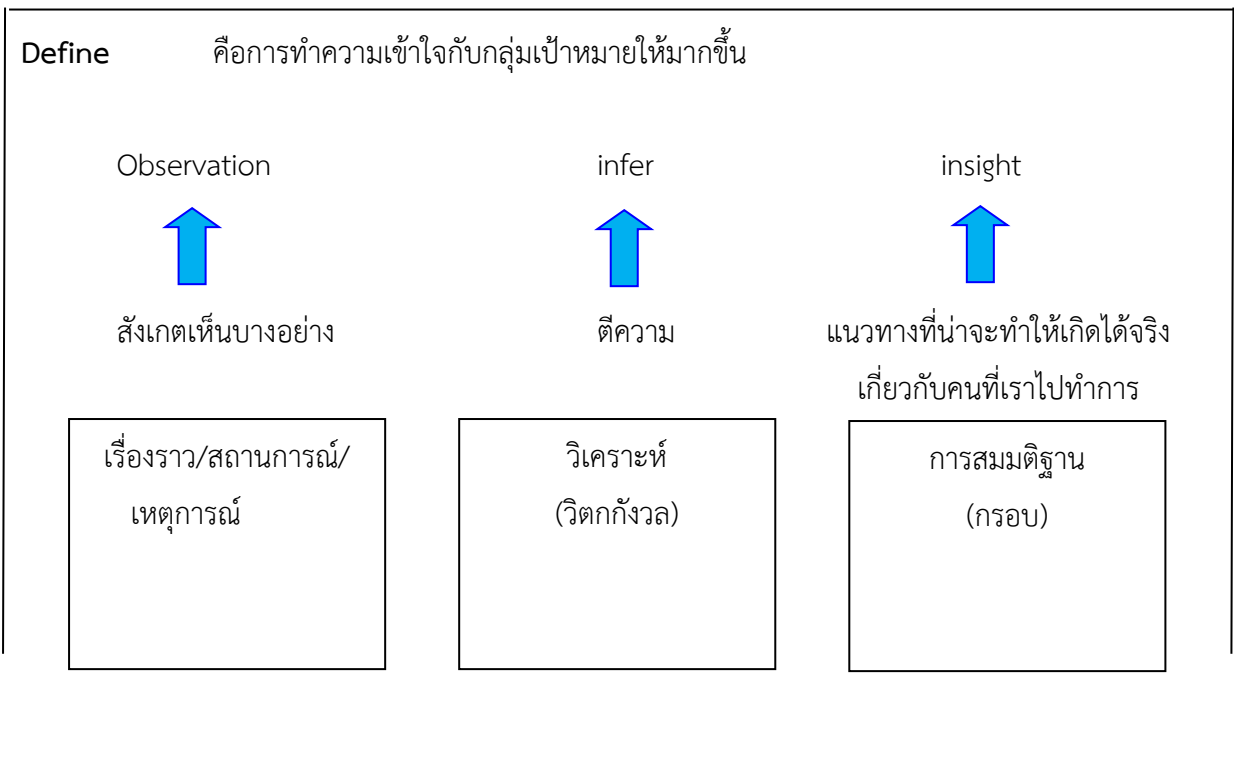 Define คือการทำความเข้าใจกับกลุ่มเป้าหมายให้มากขึ้น
Observation infer insight
สังเกตเห็นบางอย่าง ตีความ แนวทางที่น่าจะทำให้เกิดได้จริง
เกี่ยวกับคนที่เราไปทำการ
เรื่องราว/สถานการณ์/ วิเคราะห์ การสมมติฐาน
เหตุการณ์ (วิตกกังวล) (กรอบ)